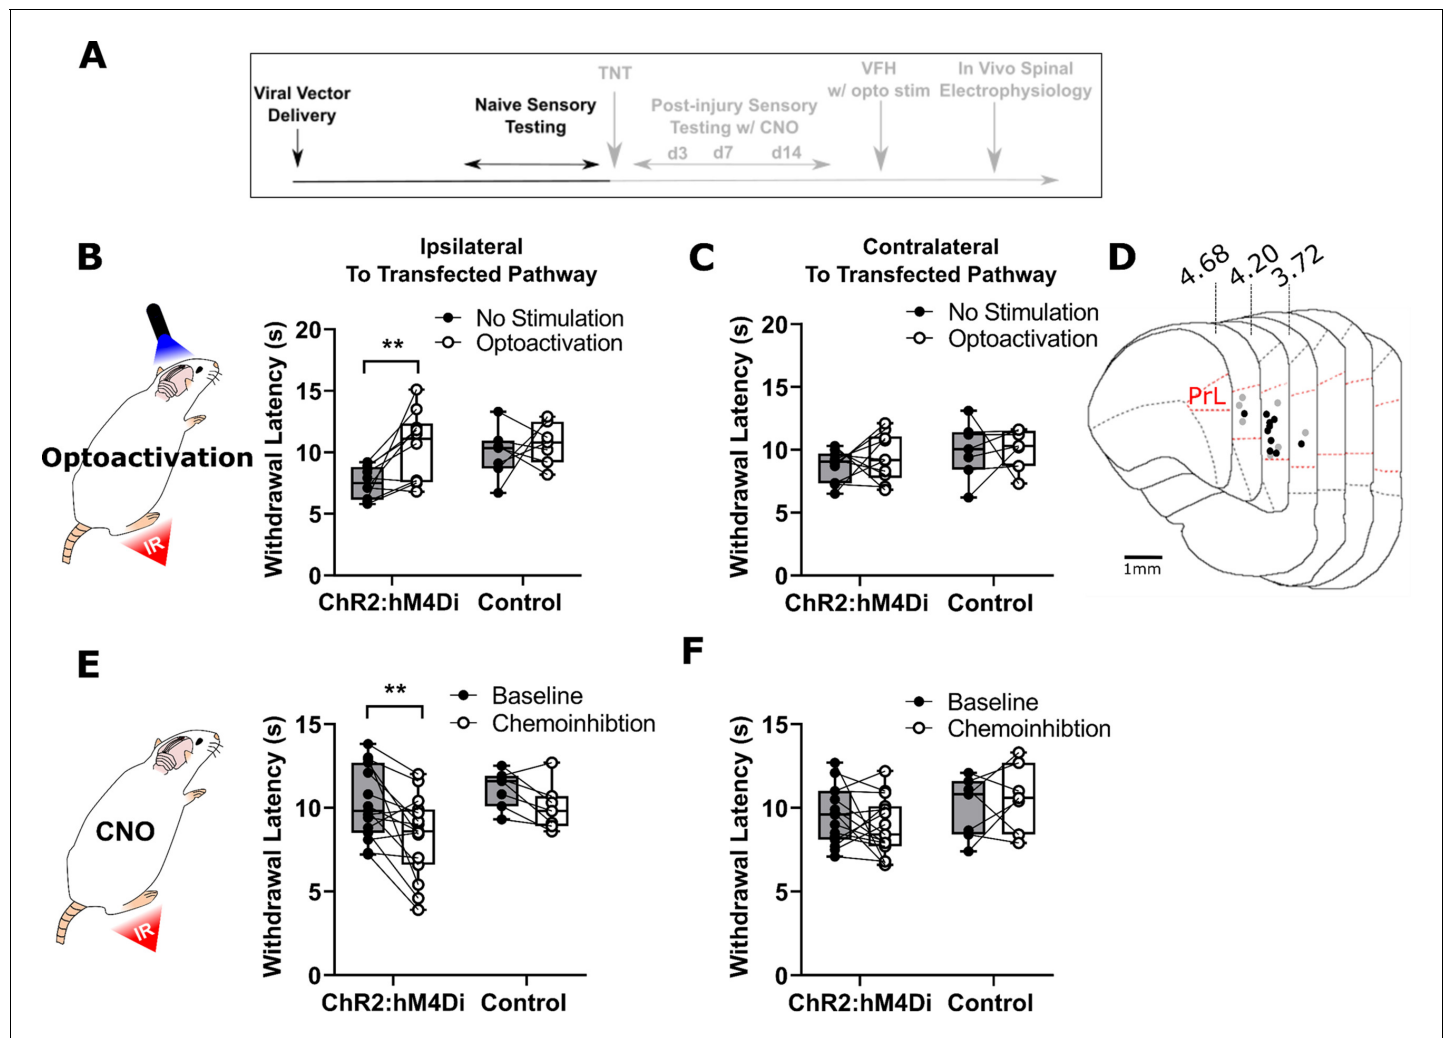 A
Viral Vector
Delivery
Naive Sensory
Testing
TNT
Post-injury Sensory
Testing w/ CNO
d3 d7 d14
VFH
w/ opto stim
In Vivo Spinal
Electrophysiology
B
Optoactivation
IR
Ipsilateral
To Transfected Pathway
No Stimulation
Optoactivation
**
Withdrawal Latency (s)
20
15
10
5
0
ChR2:hM4Di Control
C
Contralateral
To Transfected Pathway
No Stimulation
Optoactivation
Withdrawal Latency (s)
20
15
10
5
0
ChR2:hM4Di Control
D
4.68 4.20 3.72
PrL
1mm
E
CNO
IR
Baseline
Chemoinhibtion
**
Withdrawal Latency (s)
15
10
5
0
ChR2:hM4Di Control
F
Baseline
Chemoinhibtion
Withdrawal Latency (s)
15
10
5
0
ChR2:hM4Di Control